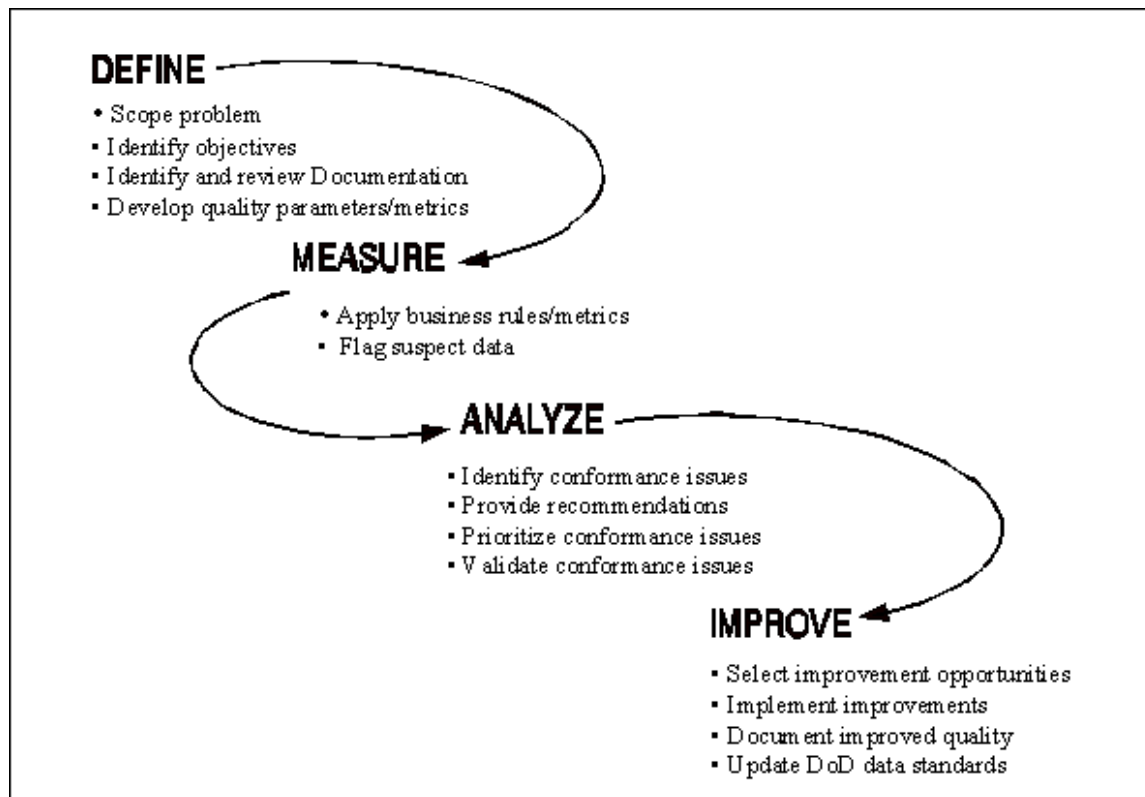 DEFINE
• Scope problem
▪ Identify objectives
▪ Identify and review Documentation
▪ Develop quality parameters/metrics
MEASURE
• Apply business rules/metrics
▪ Flag suspect data
ANALYZE
▪ Identify conformance issues
▪ Provide recommendations
▪ Prioritize conformance issues
▪ Validate conformance issues
IMPROVE
▪ Select improvement opportunities
▪ Implement improvements
▪ Document improved quality
▪ Update DoD data standards